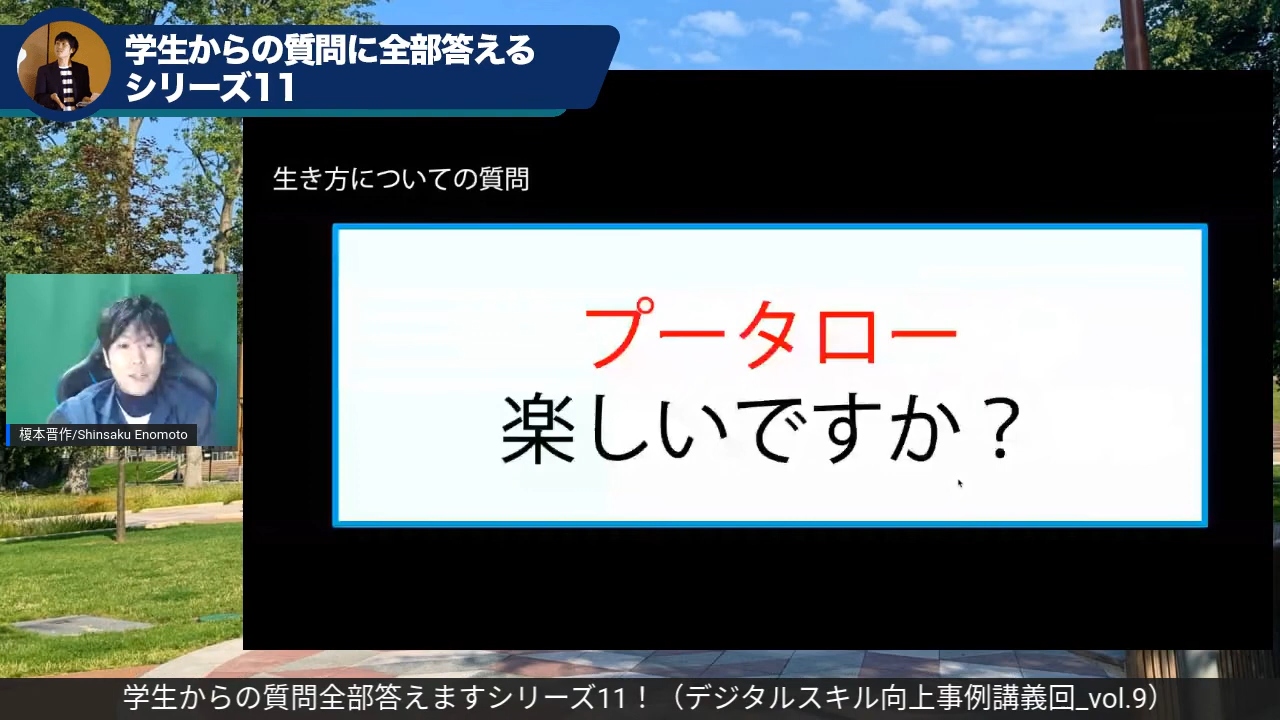 学生からの質問に全部答える
シリーズ11
生き方についての質問
プータロー
楽しいですか？
榎本晋作/Shinsaku Enomoto
学生からの質問全部答えますシリーズ11！（デジタルスキル向上事例講義回_vol.9）